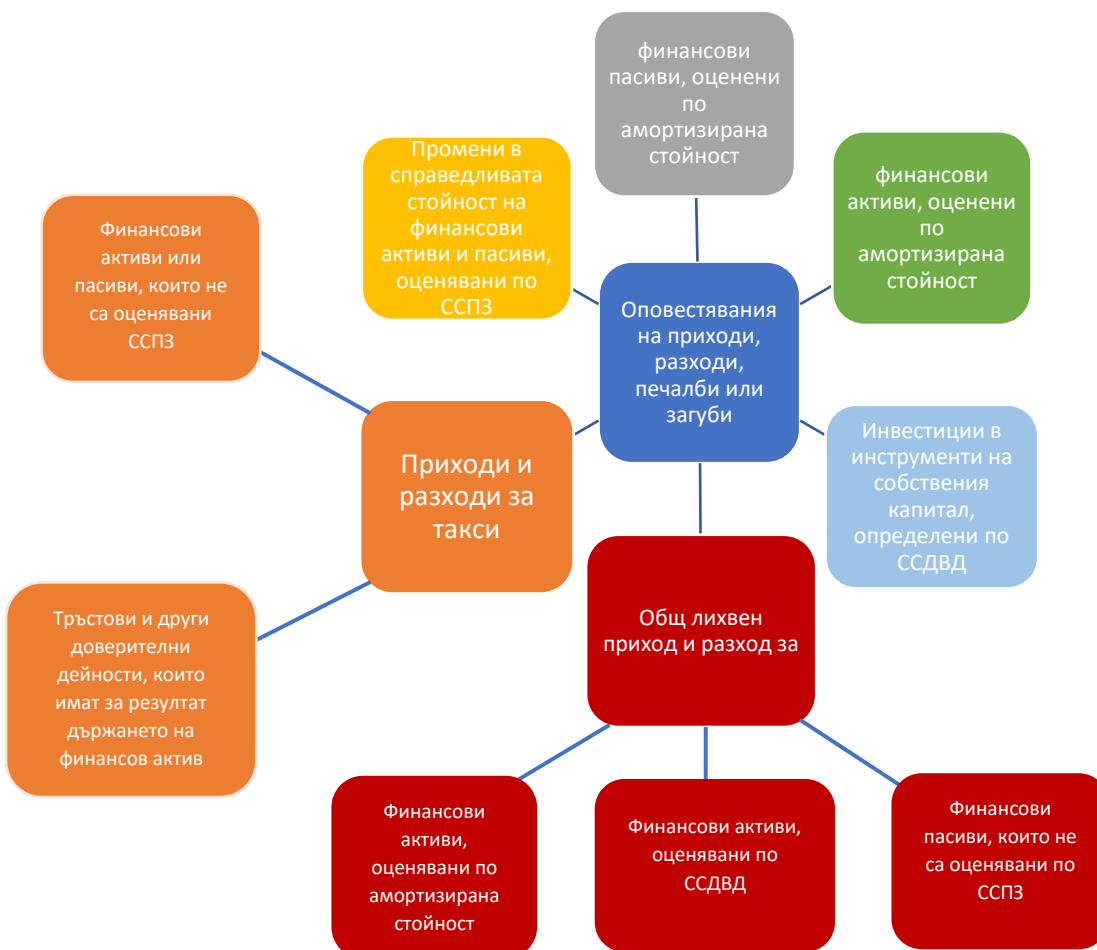 финансови
пасиви, оценени
по
амортизирана
стойност
Промени в
справедливата
стойност на
финансови
активи и пасиви,
оценявани по
ССПЗ
финансови
активи, оценени
по
амортизирана
стойност
Финансови
активи или
пасиви, които не
са оценявани
ССПЗ
Оповестявания
на приходи,
разходи,
печалби или
загуби
Приходи и
разходи за
такси
Инвестиции в
инструменти на
собствения
капитал,
определени по
ССДВД
Общ лихвен
приход и разход за
Тръстови и други
доверителни
дейности, които
имат за резултат
държането на
финансов актив
Финансови
активи,
оценявани по
амортизирана
стойност
Финансови активи,
оценявани по
ССДВД
Финансови
пасиви, които не
са оценявани по
ССПЗ